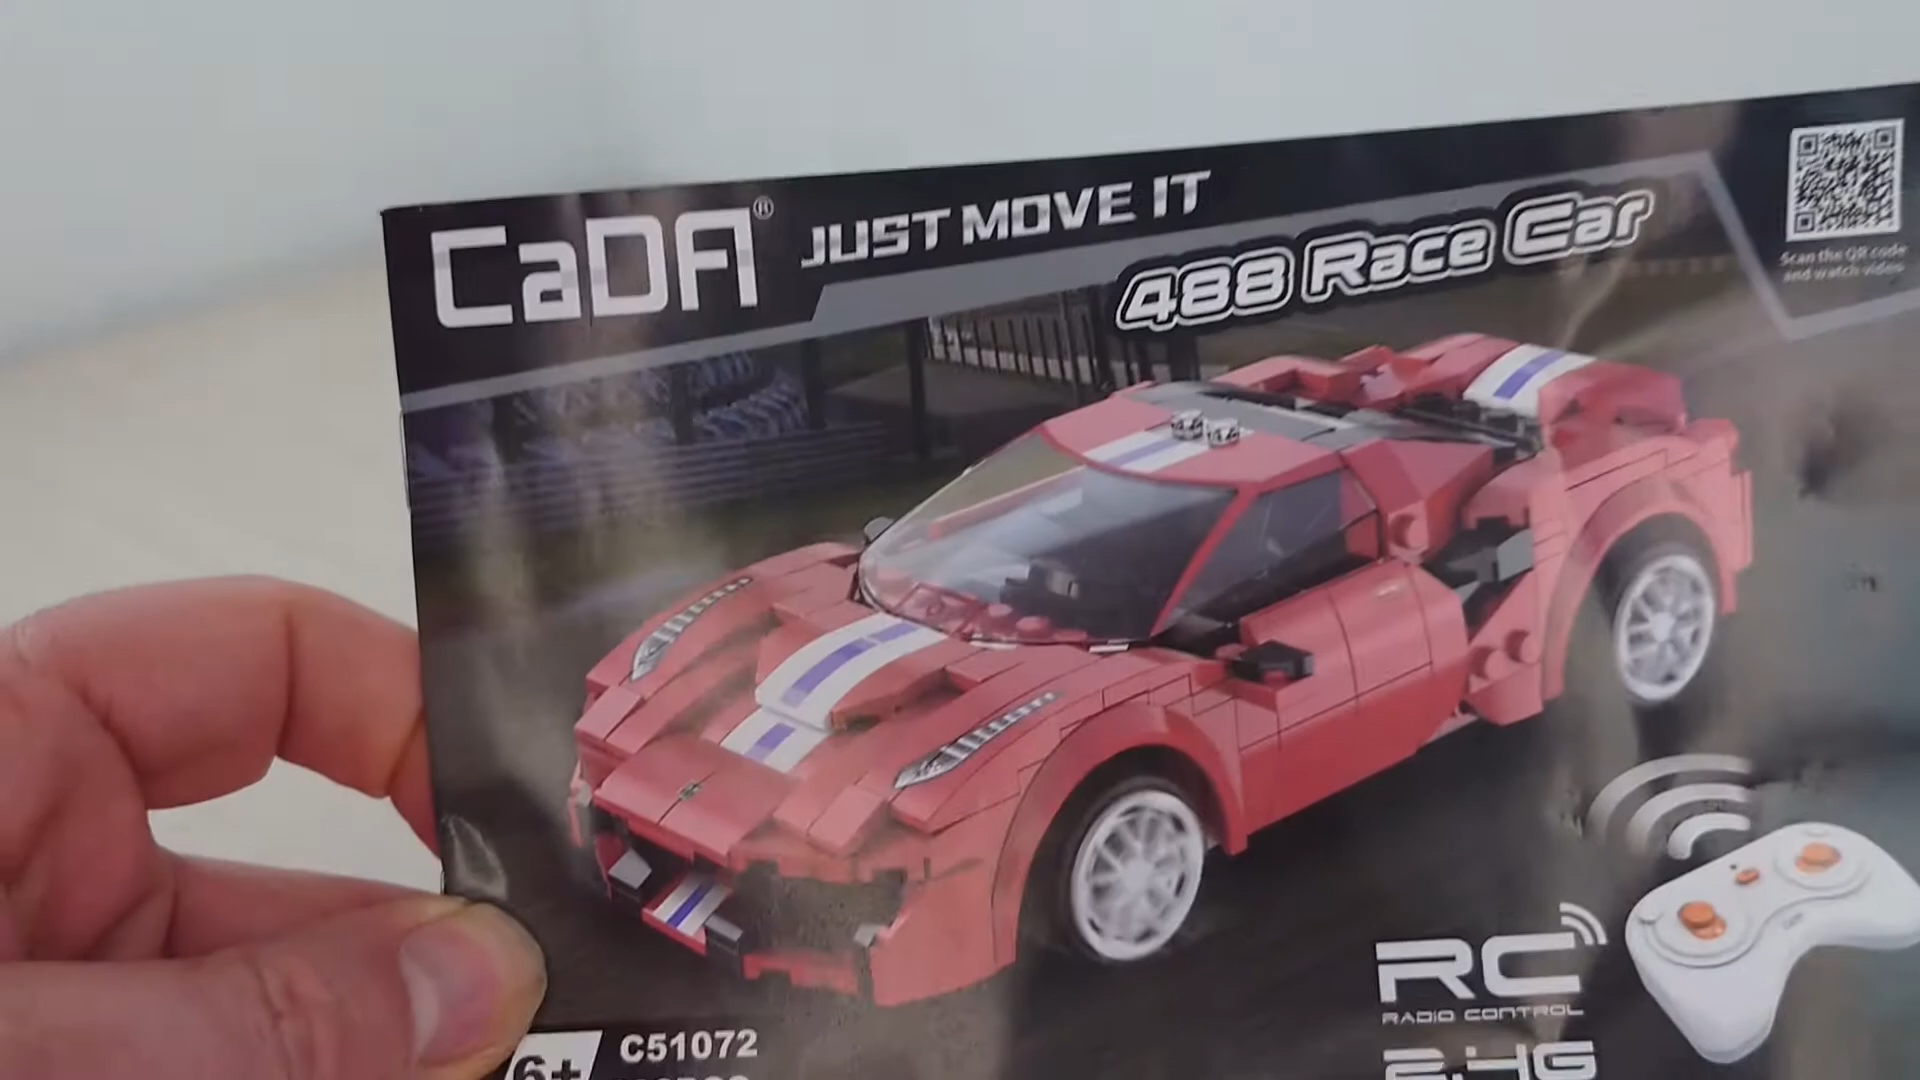 CaDA® JUST MOVE IT
488 Race Car
Scan the QR code
and watch video
RC
RADIO CONTROL
2.4G
6+
C51072